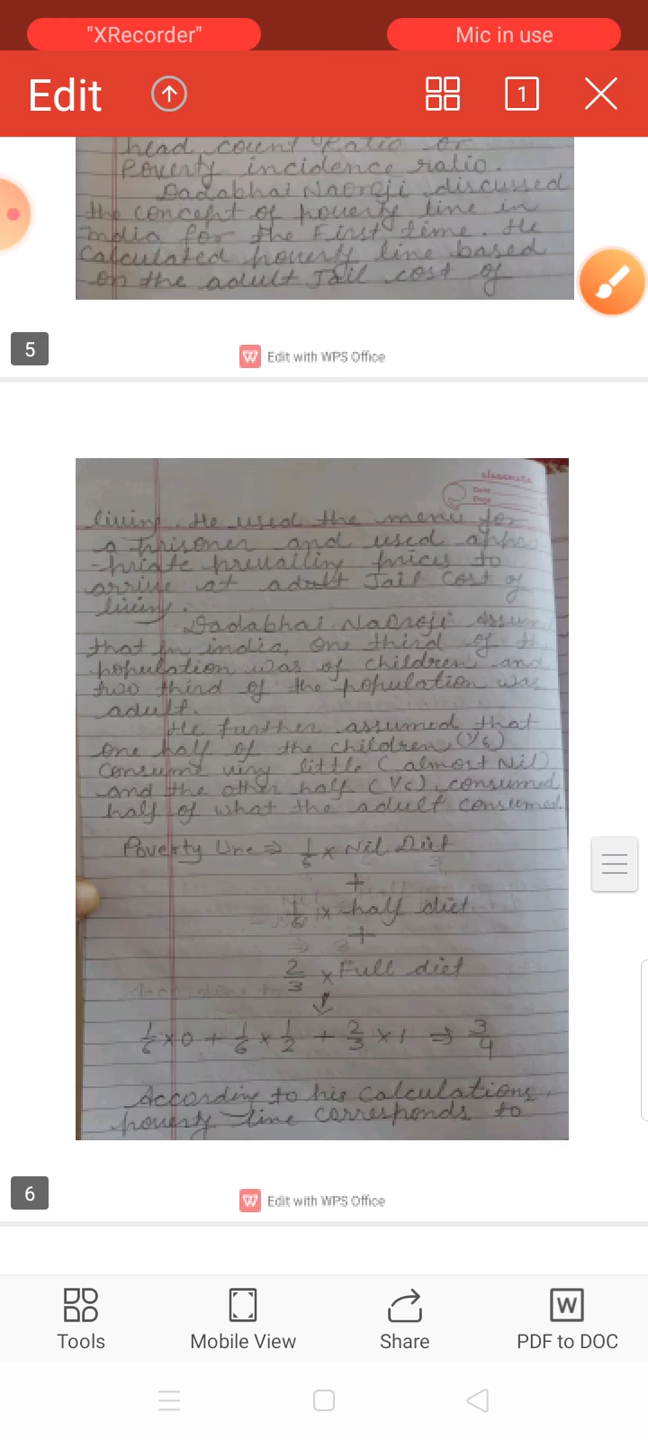 "XRecorder"
Mic in use
Edit
1
head count Ratio or
Poverty incidence ratio.
Dadabhai Naoroji discussed
the concept of poverty line in
India for the First time. He
Calculated poverty line based
on the adult Jail cost of
5
Edit with WPS Office
classmate
Date
Page
living. He used the menu for
a prisoner and used appro
-priate prevailing prices to
arrive at adult Jail Cost of
living.
Dadabhai Naoroji assum
that in india, one third of th
population was of children and
two third of the population was
adult.
He further assumed that
one half of the children (1/6)
Consume very little (almost Nil)
and the other half (1/6) consumed
half of what the adult consumed.
Poverty Line ⇒ 1/6 × Nil Diet
+
1/6 × half diet
+
2/3 × Full diet
↓
1/6 × 0 + 1/6 × 1/2 + 2/3 × 1 ⇒ 3/4
According to his calculations,
poverty line corresponds to
6
Edit with WPS Office
W
Tools
Mobile View
Share
PDF to DOC